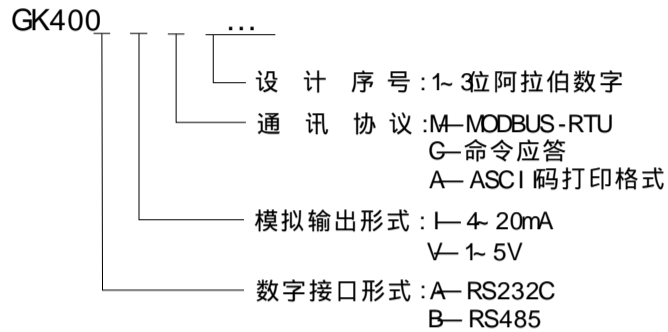 GK400 ...
设计序号:1~3位阿拉伯数字
通讯协议:M—MODBUS-RTU
G—命令应答
A—ASCII码打印格式
模拟输出形式:I—4~20mA
V—1~5V
数字接口形式:A—RS232C
B—RS485